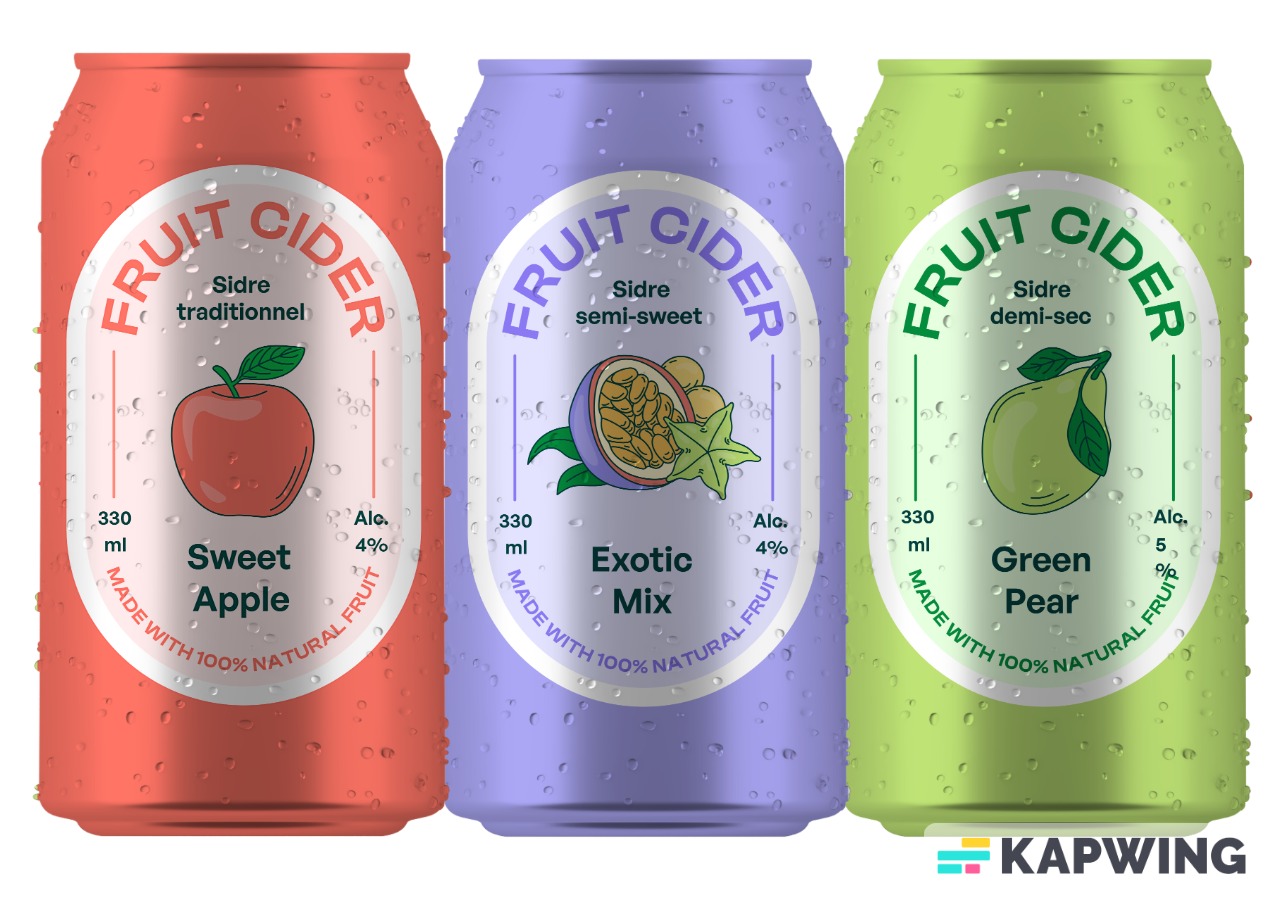 FRUIT CIDER
Sidre
traditionnel
330
ml
Alc.
4%
Sweet
Apple
MADE WITH 100% NATURAL FRUIT
FRUIT CIDER
Sidre
semi-sweet
330
ml
Alc.
4%
Exotic
Mix
MADE WITH 100% NATURAL FRUIT
FRUIT CIDER
Sidre
demi-sec
330
ml
Alc.
5
%
Green
Pear
MADE WITH 100% NATURAL FRUIT
KAPWING